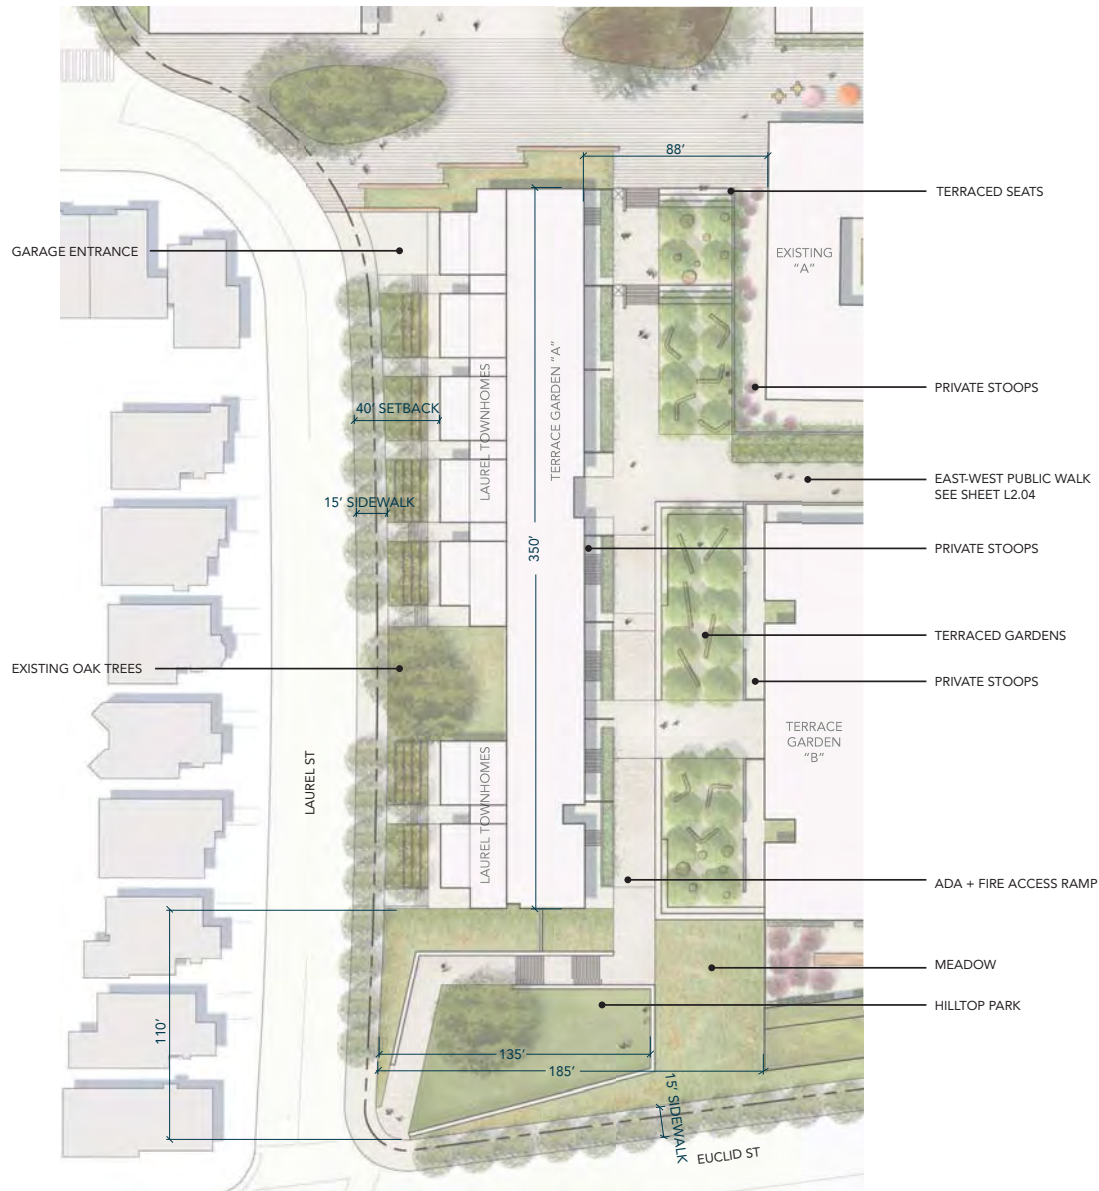 88'
TERRACED SEATS
GARAGE ENTRANCE
EXISTING
"A"
TERRACE GARDEN "A"
LAUREL TOWNHOMES
PRIVATE STOOPS
40' SETBACK
EAST-WEST PUBLIC WALK
SEE SHEET L2.04
15' SIDEWALK
350'
PRIVATE STOOPS
TERRACED GARDENS
EXISTING OAK TREES
PRIVATE STOOPS
TERRACE
GARDEN
"B"
LAUREL ST
LAUREL TOWNHOMES
ADA + FIRE ACCESS RAMP
MEADOW
HILLTOP PARK
110'
135'
185'
15' SIDEWALK
EUCLID ST